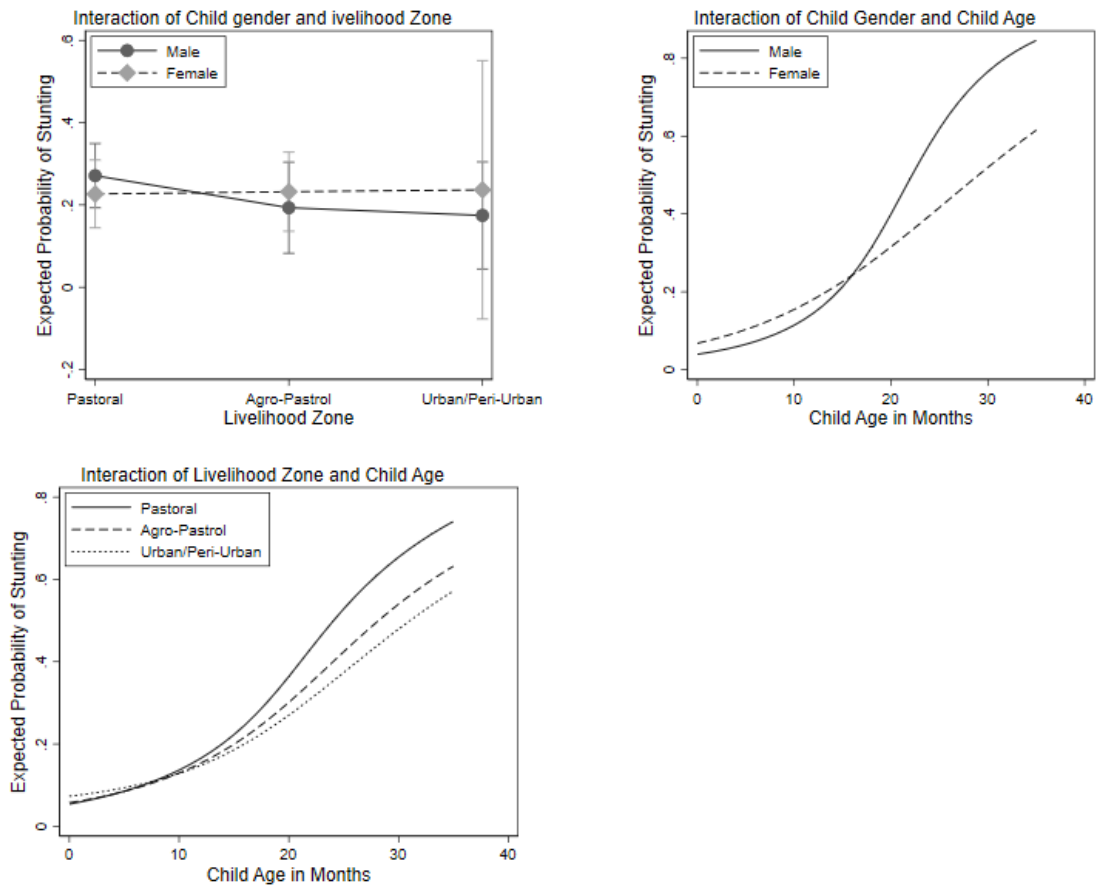 Interaction of Child gender and ivelihood Zone
Male
Female
Expected Probability of Stunting
.6
.4
.2
0
-.2
Pastoral
Agro-Pastrol
Urban/Peri-Urban
Livelihood Zone
Interaction of Child Gender and Child Age
Male
Female
Expected Probability of Stunting
.8
.6
.4
.2
0
0
10
20
30
40
Child Age in Months
Interaction of Livelihood Zone and Child Age
Pastoral
Agro-Pastrol
Urban/Peri-Urban
Expected Probability of Stunting
.8
.6
.4
.2
0
0
10
20
30
40
Child Age in Months